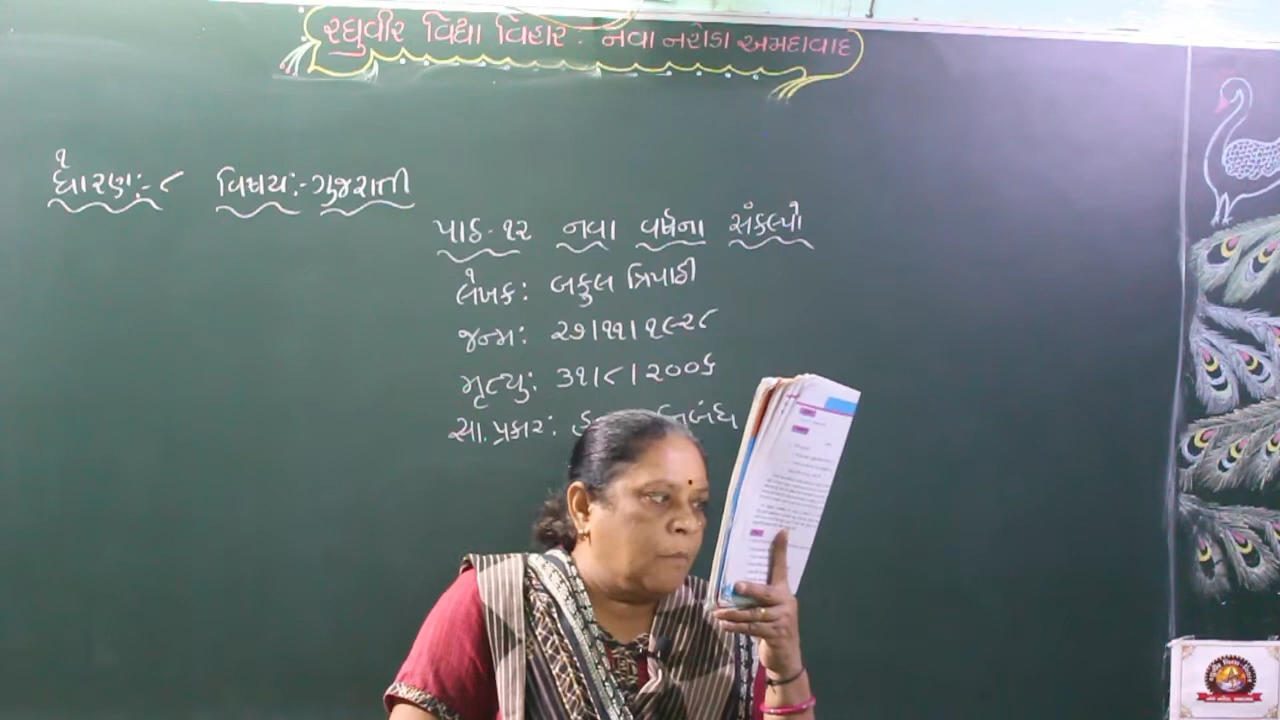 રઘુવીર વિદ્યા વિહાર : નવા નરોડા અમદાવાદ
ધોરણ:- ૮ વિષય:- ગુજરાતી
પાઠ-૧૨ નવા વર્ષના સંકલ્પો
લેખક: બકુલ ત્રિપાઠી
જન્મ: ૨૭।૧૧।૧૯૨૮
મૃત્યુ: ૩૧।૮।૨૦૦૬
સા. પ્રકાર: નિબંધ